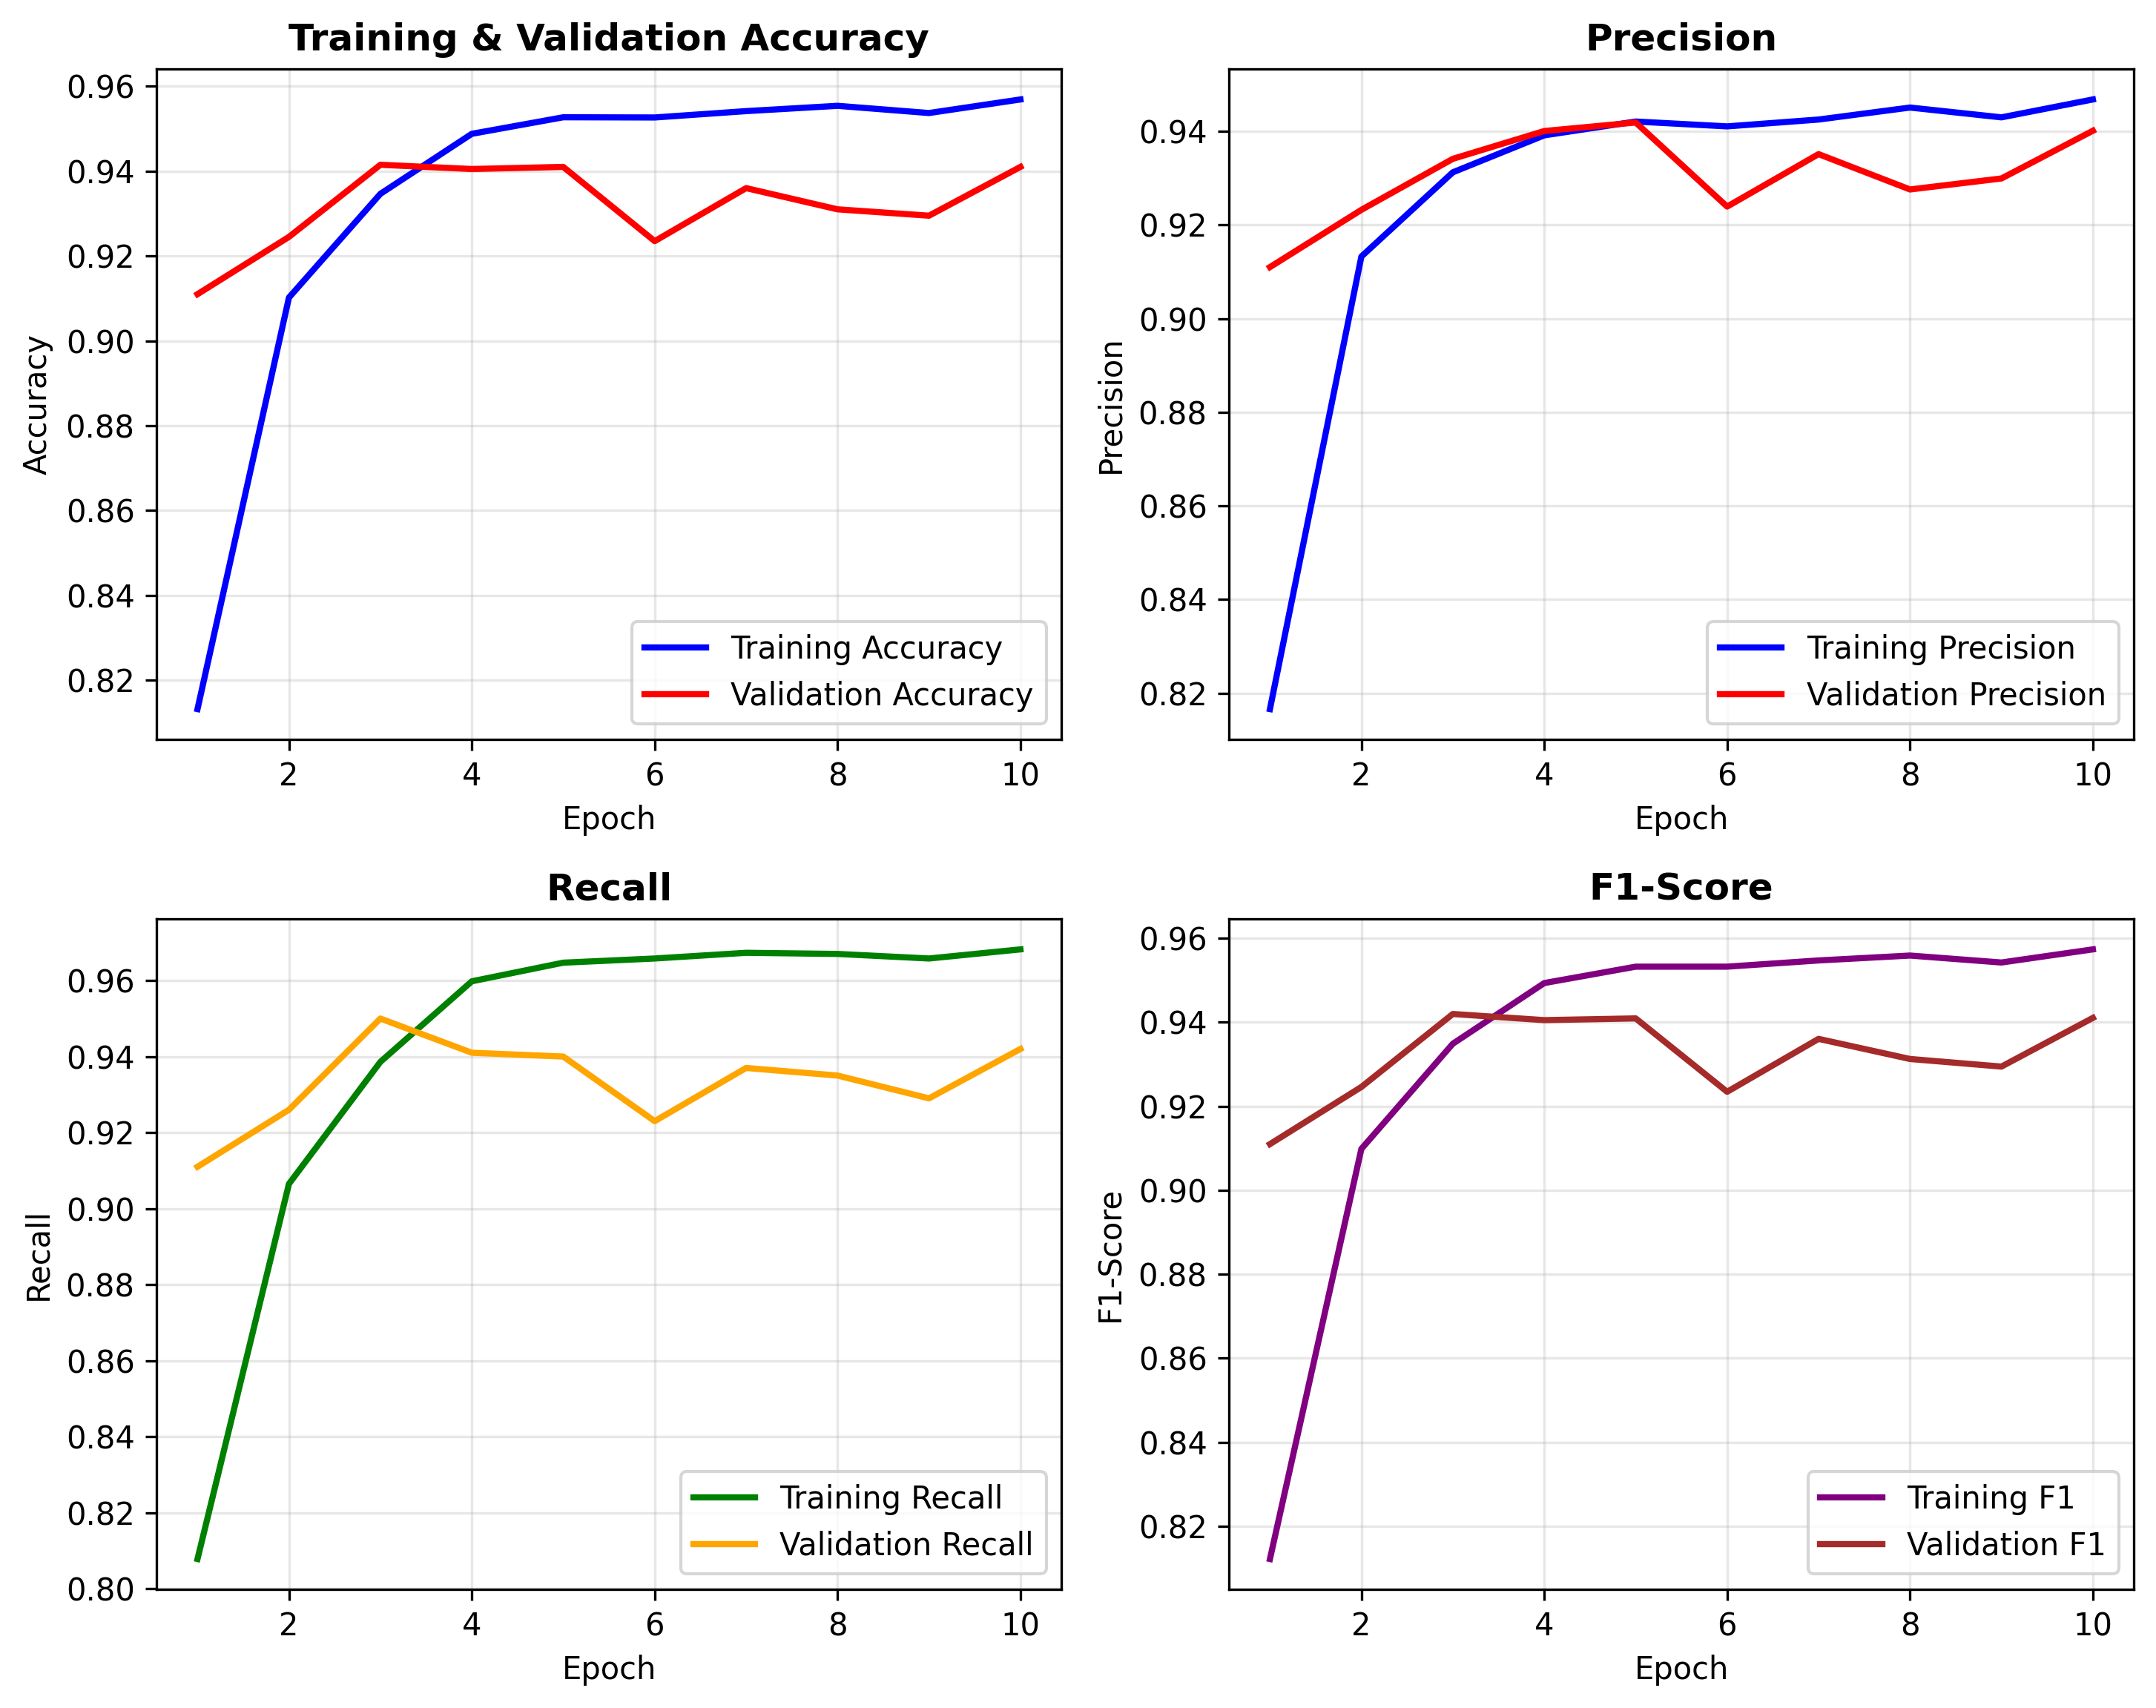 Training & Validation Accuracy
Accuracy
0.96
0.94
0.92
0.90
0.88
0.86
0.84
0.82
2 4 6 8 10
Epoch
Training Accuracy
Validation Accuracy
Precision
Precision
0.94
0.92
0.90
0.88
0.86
0.84
0.82
2 4 6 8 10
Epoch
Training Precision
Validation Precision
Recall
Recall
0.96
0.94
0.92
0.90
0.88
0.86
0.84
0.82
0.80
2 4 6 8 10
Epoch
Training Recall
Validation Recall
F1-Score
F1-Score
0.96
0.94
0.92
0.90
0.88
0.86
0.84
0.82
2 4 6 8 10
Epoch
Training F1
Validation F1